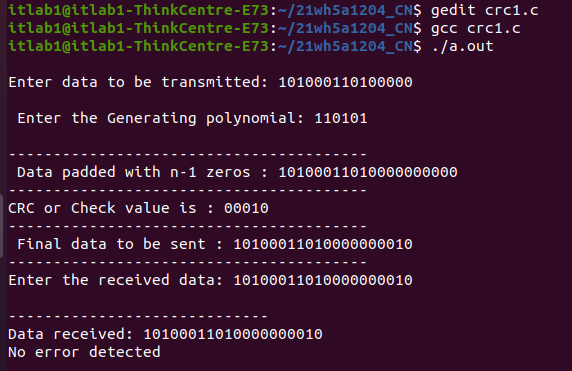 itlab1@itlab1-ThinkCentre-E73:~/21wh5a1204_CN$ gedit crc1.c
itlab1@itlab1-ThinkCentre-E73:~/21wh5a1204_CN$ gcc crc1.c
itlab1@itlab1-ThinkCentre-E73:~/21wh5a1204_CN$ ./a.out
Enter data to be transmitted: 101000110100000
Enter the Generating polynomial: 110101
----------------------------------------
Data padded with n-1 zeros : 10100011010000000000
----------------------------------------
CRC or Check value is : 00010
----------------------------------------
Final data to be sent : 10100011010000000010
----------------------------------------
Enter the received data: 10100011010000000010
-----------------------------
Data received: 10100011010000000010
No error detected